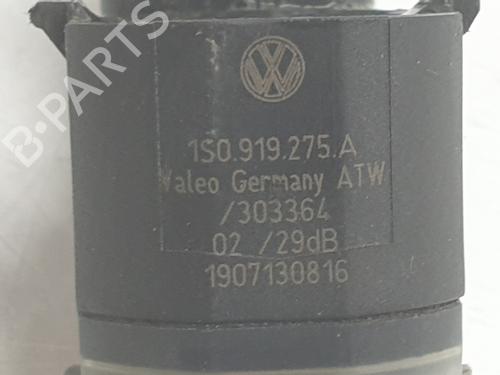 B-PARTS
1S0.919.275.A
Valeo Germany ATW
/303364
02 /29dB
1907130816